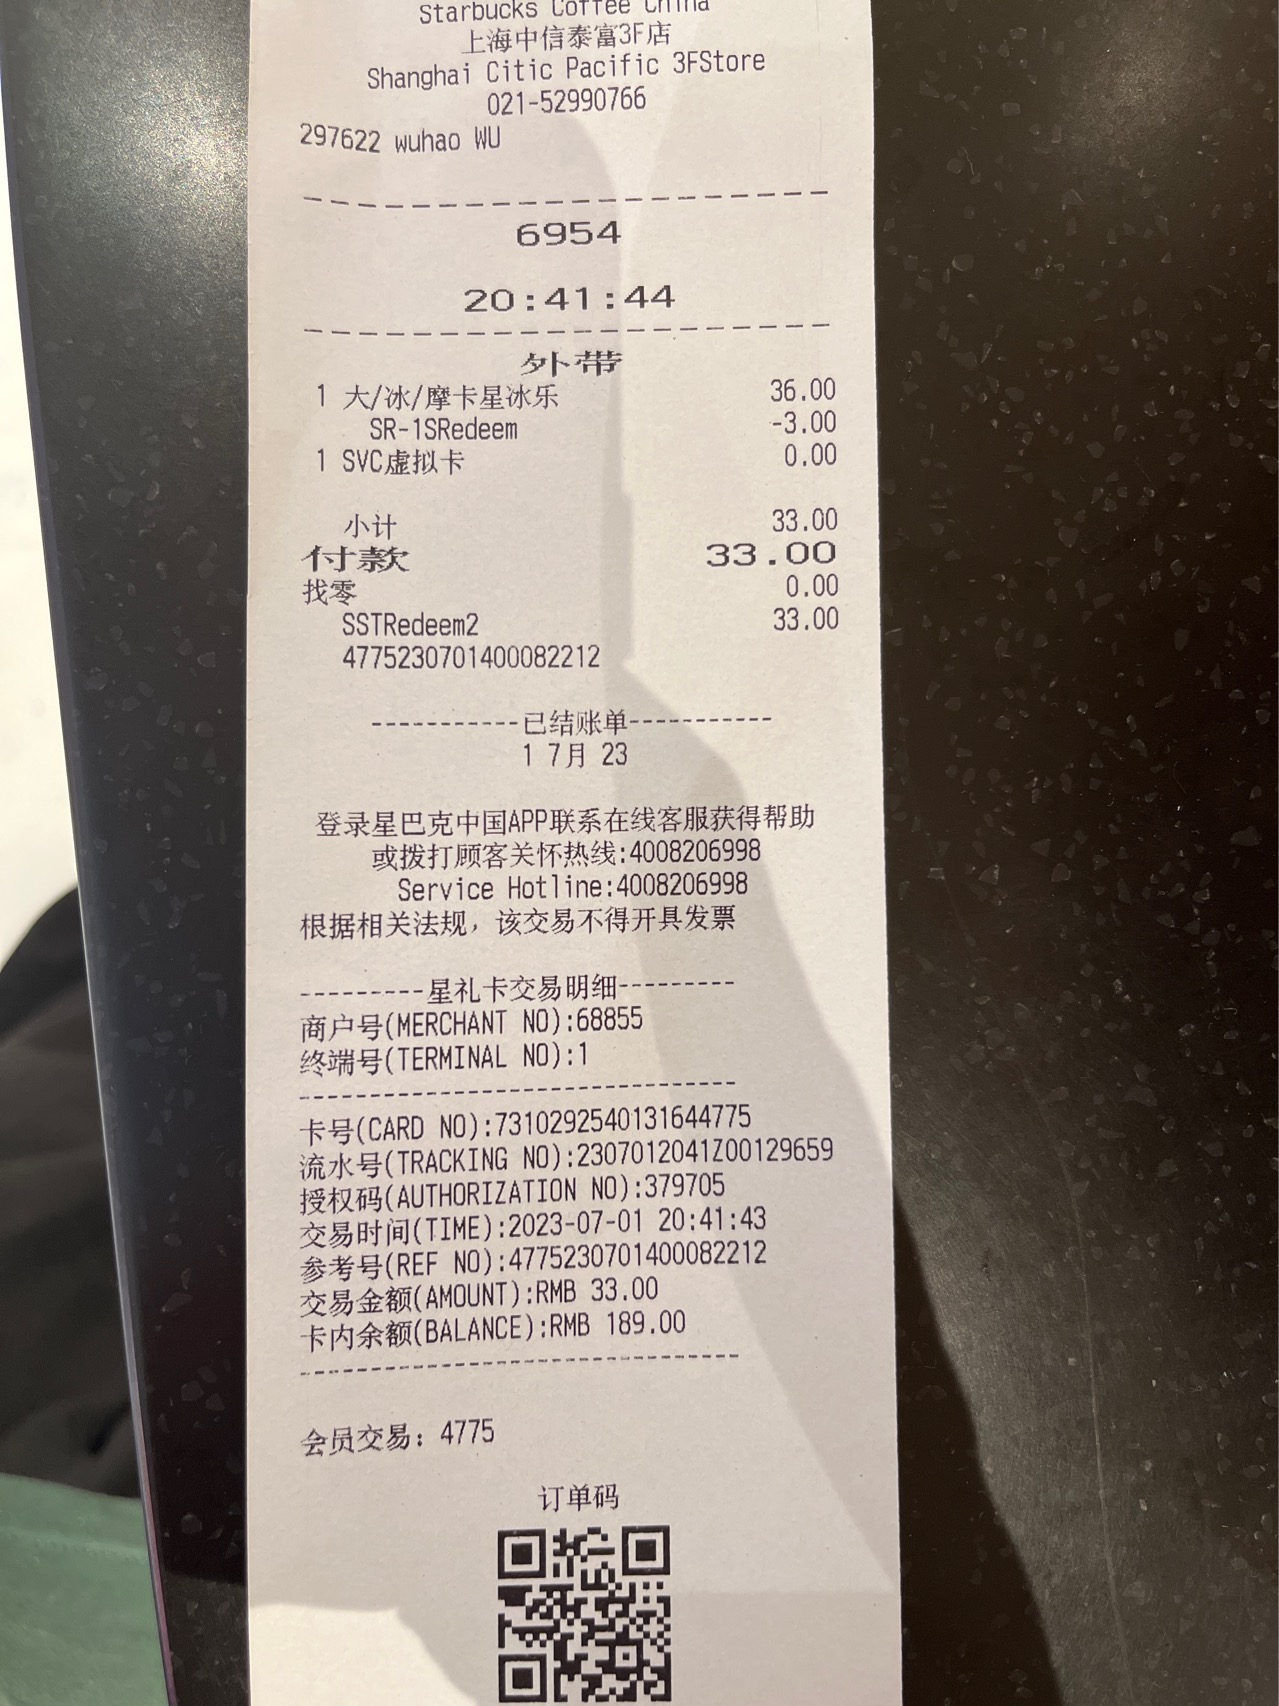 Starbucks Coffee China
上海中信泰富3F店
Shanghai Citic Pacific 3FStore
021-52990766
297622 wuhao WU
6954
20:41:44
外带
1 大/冰/摩卡星冰乐 36.00
SR-1SRedeem -3.00
1 SVC虚拟卡 0.00
小计 33.00
付款 33.00
找零 0.00
SSTRedeem2 33.00
4775230701400082212
-----------已结账单-----------
1 7月 23
登录星巴克中国APP联系在线客服获得帮助
或拨打顾客关怀热线:4008206998
Service Hotline:4008206998
根据相关法规，该交易不得开具发票
---------星礼卡交易明细---------
商户号(MERCHANT NO):68855
终端号(TERMINAL NO):1
卡号(CARD NO):7310292540131644775
流水号(TRACKING NO):2307012041Z00129659
授权码(AUTHORIZATION NO):379705
交易时间(TIME):2023-07-01 20:41:43
参考号(REF NO):4775230701400082212
交易金额(AMOUNT):RMB 33.00
卡内余额(BALANCE):RMB 189.00
会员交易: 4775
订单码